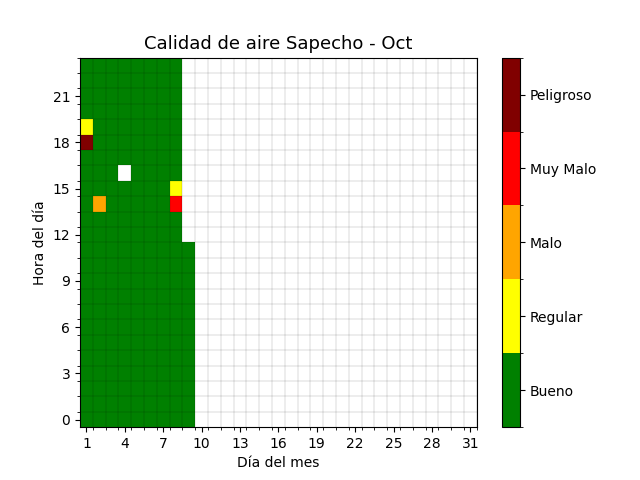 Calidad de aire Sapecho - Oct
Hora del día
21
18
15
12
9
6
3
0
1 4 7 10 13 16 19 22 25 28 31
Día del mes
Peligroso
Muy Malo
Malo
Regular
Bueno